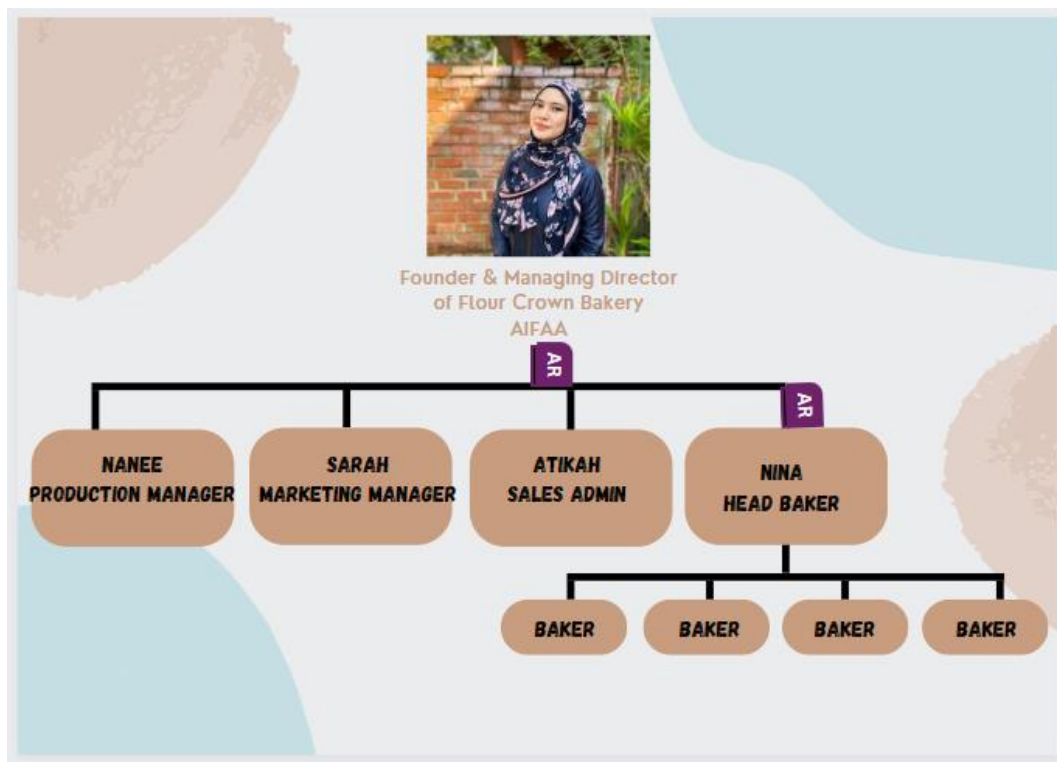 Founder & Managing Director
of Flour Crown Bakery
AIFAA
AR
AR
NANEE
PRODUCTION MANAGER
SARAH
MARKETING MANAGER
ATIKAH
SALES ADMIN
NINA
HEAD BAKER
BAKER
BAKER
BAKER
BAKER